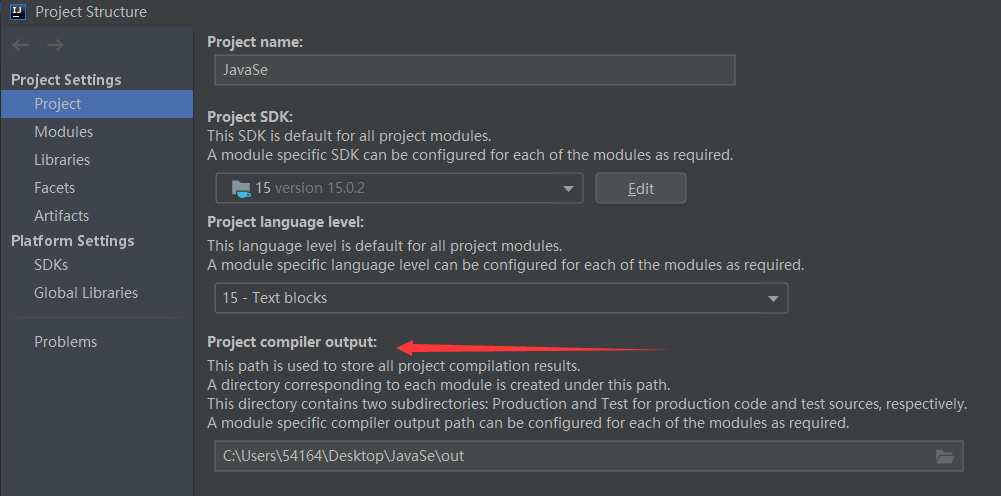 IJ
Project Structure
Project Settings
Project
Modules
Libraries
Facets
Artifacts
Platform Settings
SDKs
Global Libraries
Problems
Project name:
JavaSe
Project SDK:
This SDK is default for all project modules.
A module specific SDK can be configured for each of the modules as required.
15 version 15.0.2
Edit
Project language level:
This language level is default for all project modules.
A module specific language level can be configured for each of the modules as required.
15 - Text blocks
Project compiler output:
This path is used to store all project compilation results.
A directory corresponding to each module is created under this path.
This directory contains two subdirectories: Production and Test for production code and test sources, respectively.
A module specific compiler output path can be configured for each of the modules as required.
C:\Users\54164\Desktop\JavaSe\out